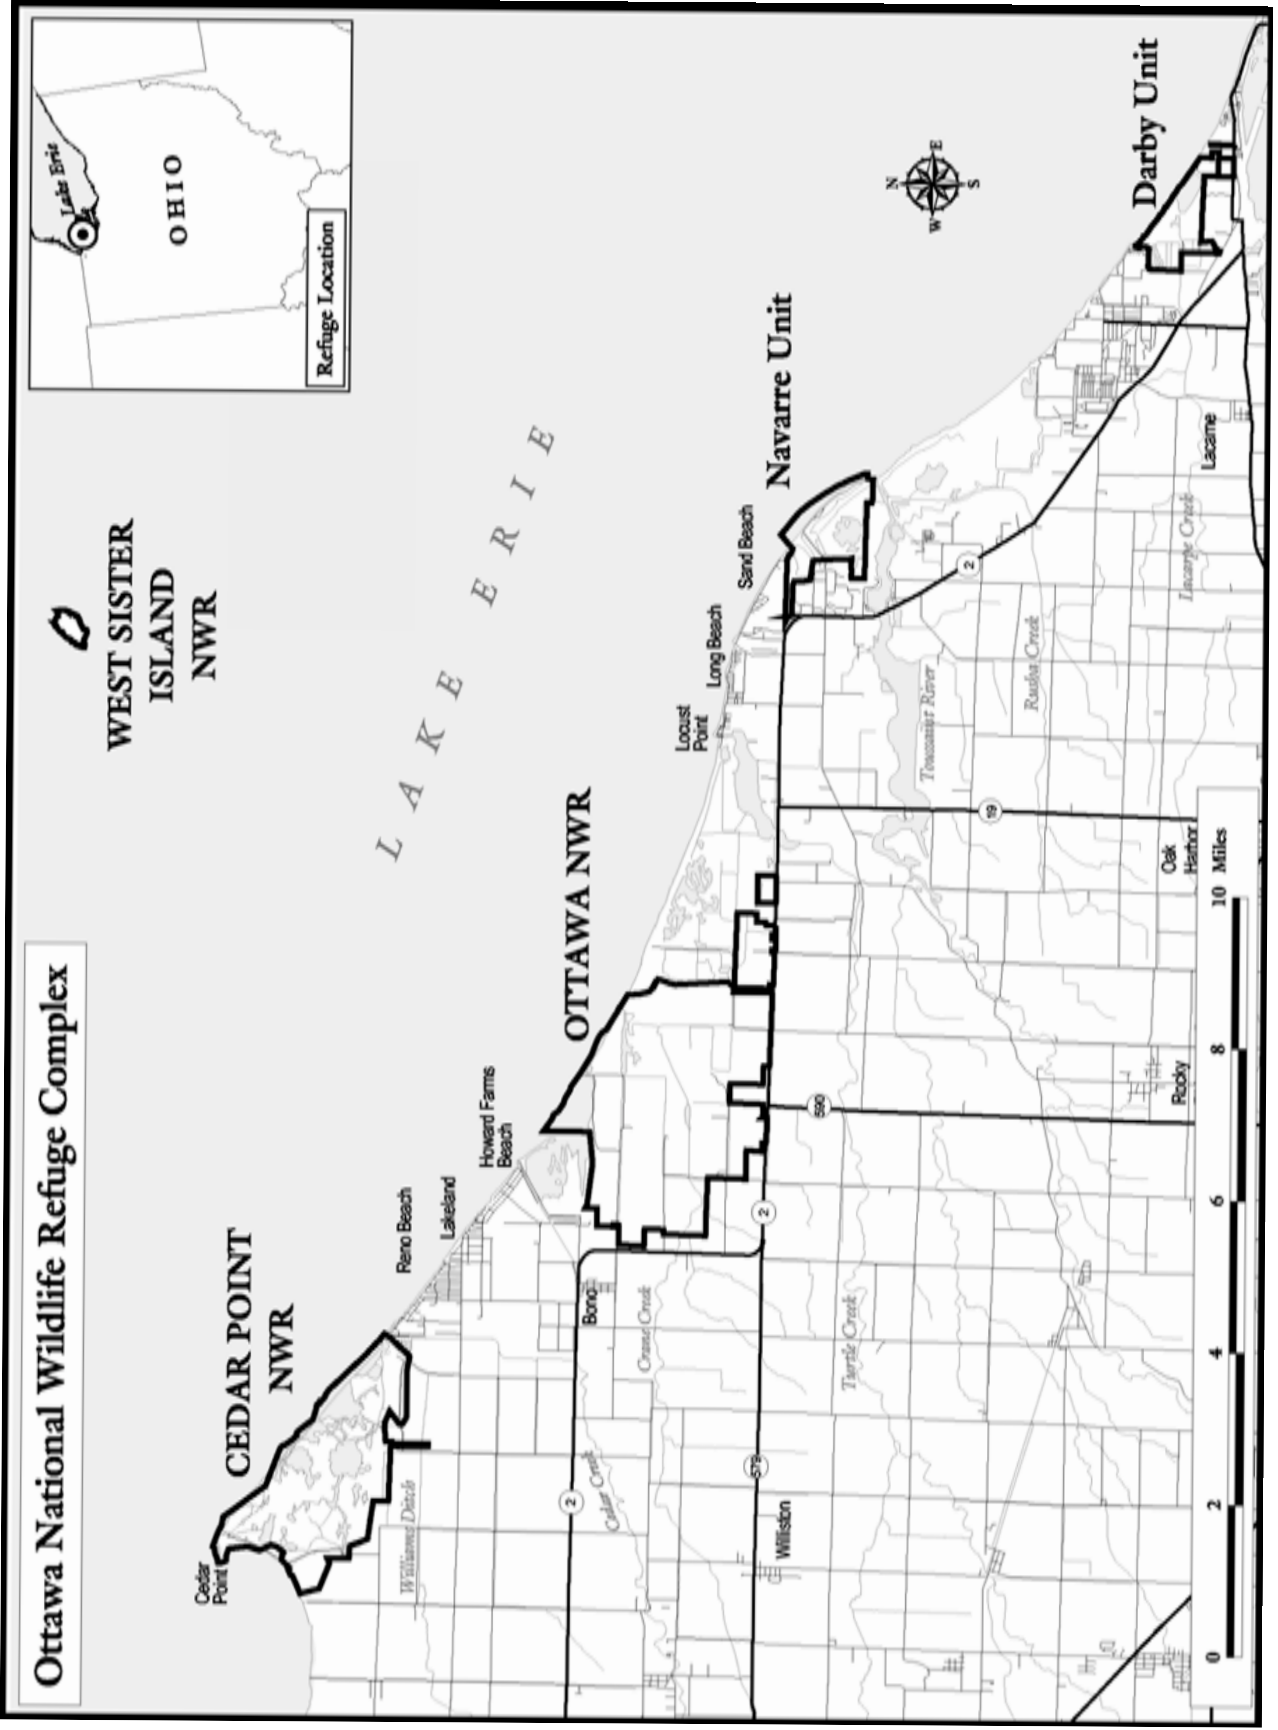 Ottawa National Wildlife Refuge Complex
WEST SISTER
ISLAND
NWR
Lake Erie
OHIO
Refuge Location
L A K E E R I E
CEDAR POINT
NWR
Cedar
Point
Reno Beach
Lakeland
Howard Farms
Beach
OTTAWA NWR
Locust
Point
Long Beach
Sand Beach
Navarre Unit
N
W
E
S
Darby Unit
Williams Ditch
2
Cedar Creek
Bono
Crane Creek
579
Williston
2
Turtle Creek
590
Rocky
19
Oak
Harbor
Toussaint River
2
Rusha Creek
Lacarpe Creek
Lacarne
0
2
4
6
8
10 Miles